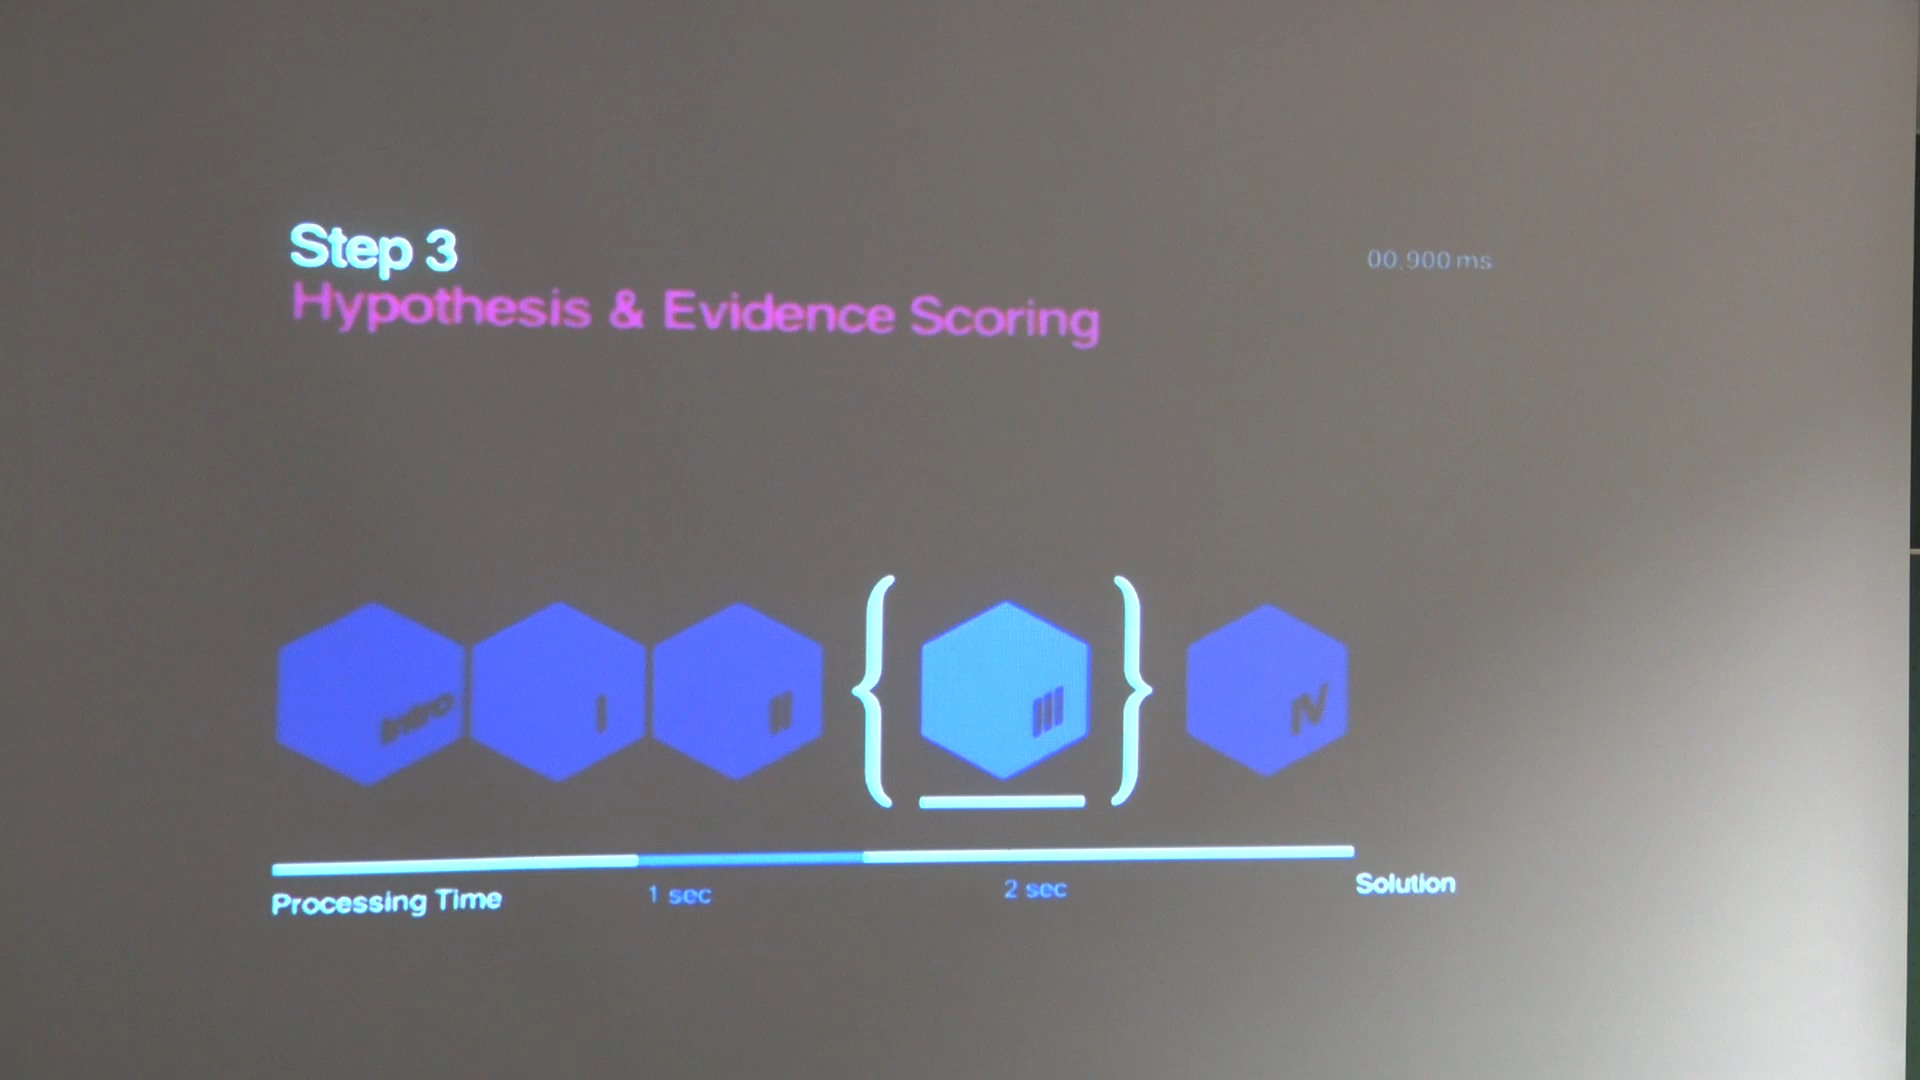 Step 3
00.900 ms
Hypothesis & Evidence Scoring
Intro
I
II
III
IV
Processing Time
1 sec
2 sec
Solution